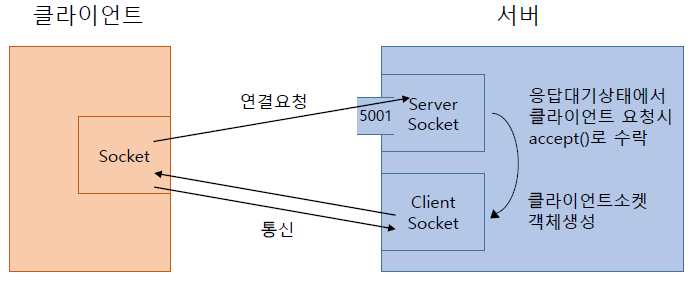 클라이언트
서버
연결요청
5001
Server
Socket
응답대기상태에서
클라이언트 요청시
accept()로 수락
Socket
Client
Socket
클라이언트소켓
객체생성
통신